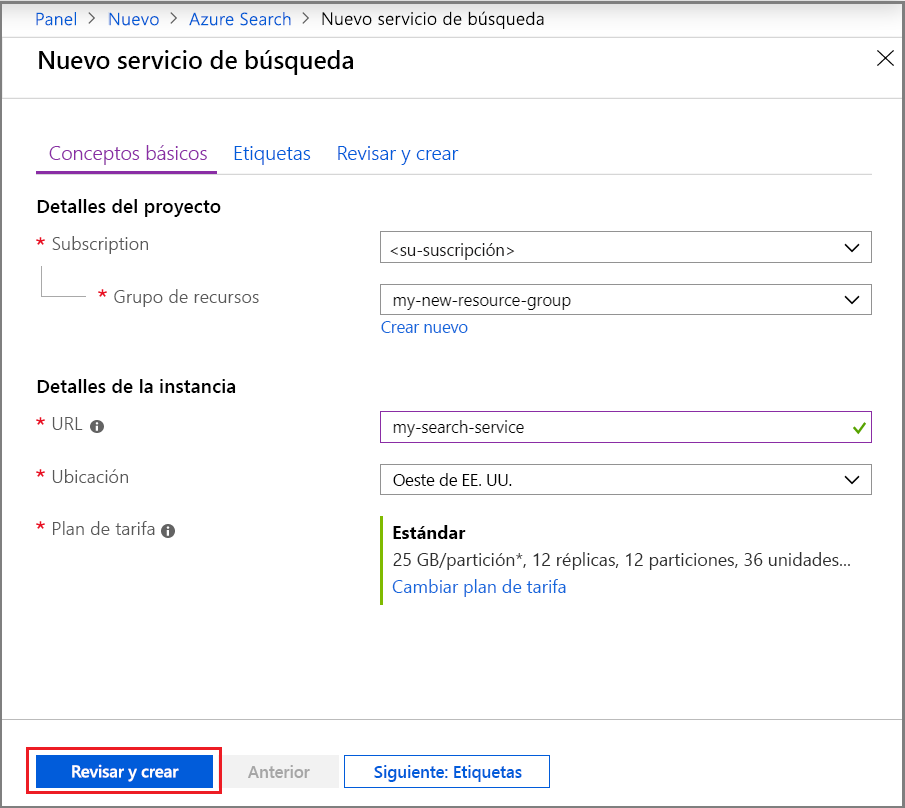 Panel > Nuevo > Azure Search > Nuevo servicio de búsqueda
Nuevo servicio de búsqueda
Conceptos básicos Etiquetas Revisar y crear
Detalles del proyecto
* Subscription
<su-suscripción>
* Grupo de recursos
my-new-resource-group
Crear nuevo
Detalles de la instancia
* URL
my-search-service
* Ubicación
Oeste de EE. UU.
* Plan de tarifa
Estándar
25 GB/partición*, 12 réplicas, 12 particiones, 36 unidades...
Cambiar plan de tarifa
Revisar y crear Anterior Siguiente: Etiquetas